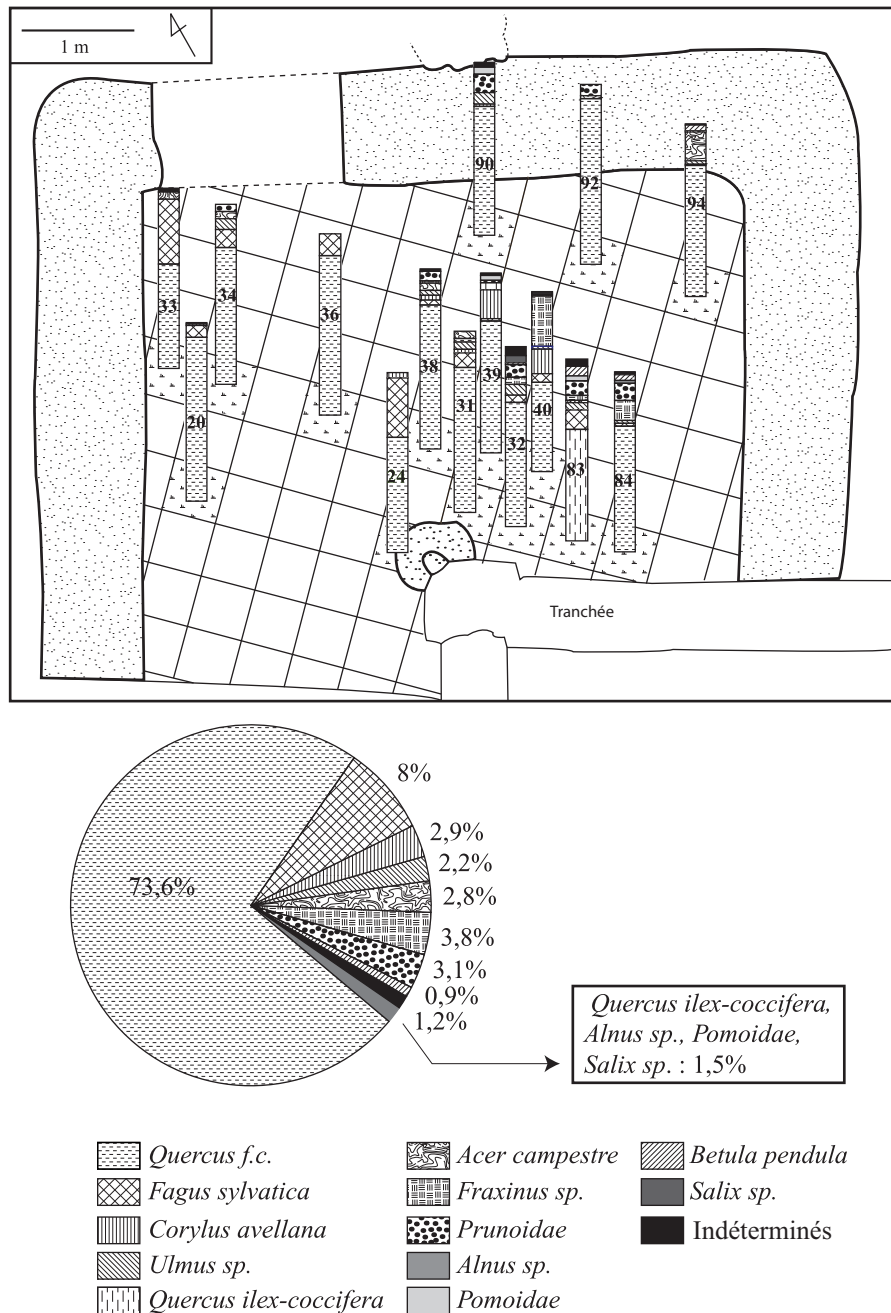 1 m
90
92
94
33
34
36
38
39
20
31
40
24
32
83
84
Tranchée
73,6%
8%
2,9%
2,2%
2,8%
3,8%
3,1%
0,9%
1,2%
Quercus ilex-coccifera,
Alnus sp., Pomoidae,
Salix sp. : 1,5%
Quercus f.c.
Fagus sylvatica
Corylus avellana
Ulmus sp.
Quercus ilex-coccifera
Acer campestre
Fraxinus sp.
Prunoidae
Alnus sp.
Pomoidae
Betula pendula
Salix sp.
Indéterminés